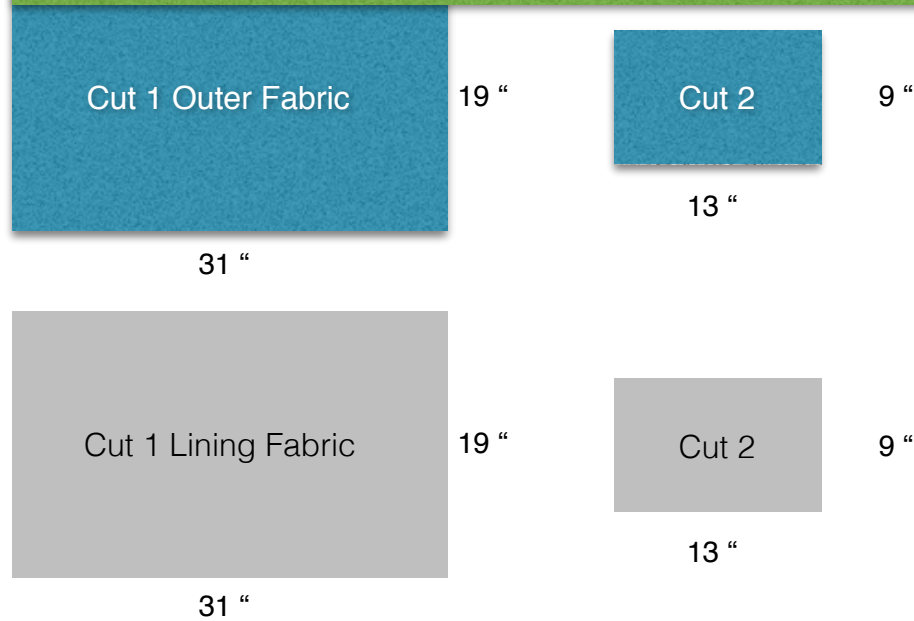 Cut 1 Outer Fabric
19 “
Cut 2
9 “
13 “
31 “
Cut 1 Lining Fabric
19 “
Cut 2
9 “
13 “
31 “